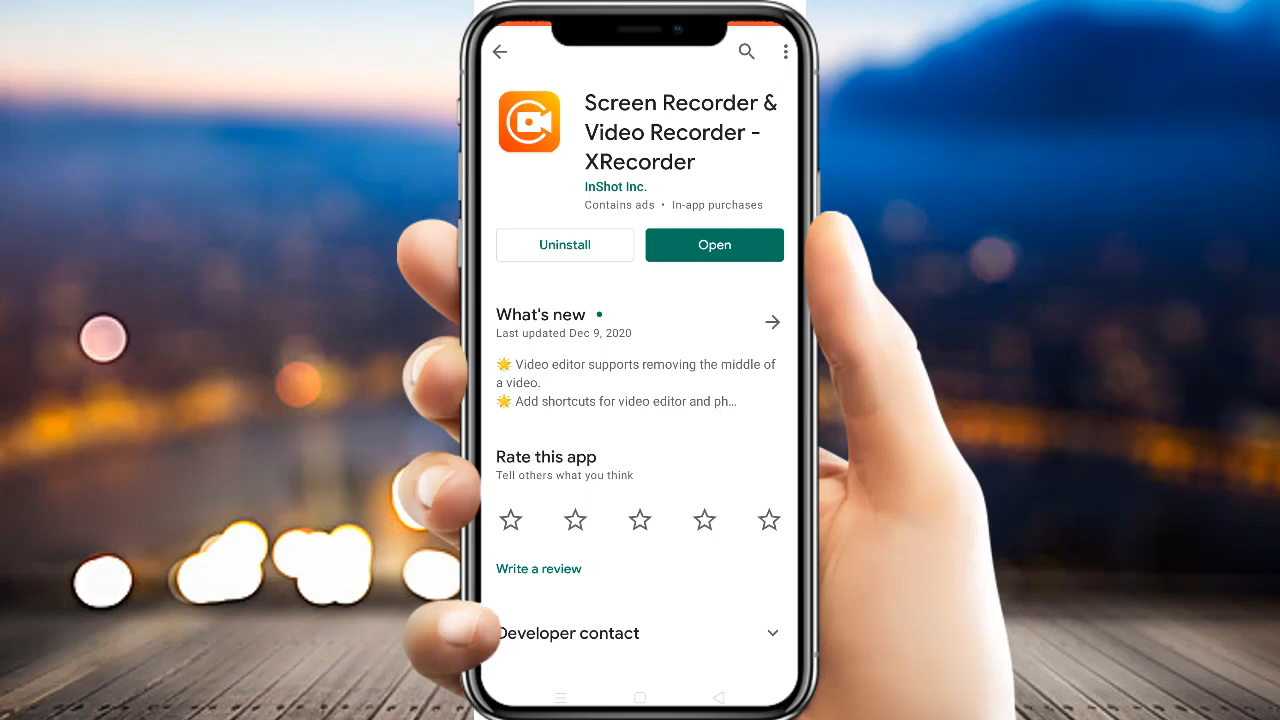 Screen Recorder &
Video Recorder -
XRecorder
InShot Inc.
Contains ads • In-app purchases
Uninstall
Open
What's new •
Last updated Dec 9, 2020
🌟 Video editor supports removing the middle of
a video.
🌟 Add shortcuts for video editor and ph…
Rate this app
Tell others what you think
Write a review
Developer contact